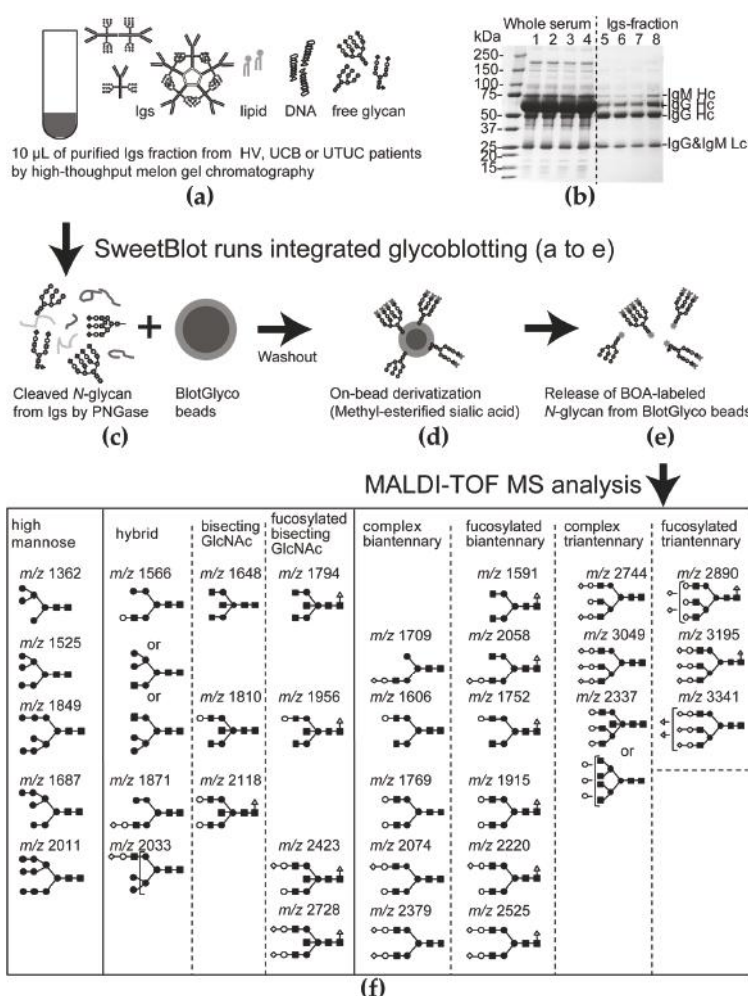 Igs
lipid
DNA
free glycan
10 µL of purified Igs fraction from HV, UCB or UTUC patients
by high-thoughput melon gel chromatography
(a)
Whole serum
Igs-fraction
kDa
1 2 3 4 5 6 7 8
250
150
100
75
50
37
25
20
15
IgM Hc
IgG Hc
IgG Hc
IgG&IgM Lc
(b)
SweetBlot runs integrated glycoblotting (a to e)
+
Washout
Cleaved N-glycan
from Igs by PNGase
(c)
BlotGlyco
beads
On-bead derivatization
(Methyl-esterified sialic acid)
(d)
Release of BOA-labeled
N-glycan from BlotGlyco beads
(e)
MALDI-TOF MS analysis
high
mannose
m/z 1362
m/z 1525
m/z 1849
m/z 1687
m/z 2011
hybrid
m/z 1566
or
or
m/z 1871
m/z 2033
bisecting
GlcNAc
m/z 1648
m/z 1810
m/z 2118
fucosylated
bisecting
GlcNAc
m/z 1794
m/z 1956
m/z 2423
m/z 2728
complex
biantennary
m/z 1709
m/z 1606
m/z 1769
m/z 2074
m/z 2379
fucosylated
biantennary
m/z 1591
m/z 2058
m/z 1752
m/z 1915
m/z 2220
m/z 2525
complex
triantennary
m/z 2744
m/z 3049
m/z 2337
or
fucosylated
triantennary
m/z 2890
m/z 3195
m/z 3341
(f)